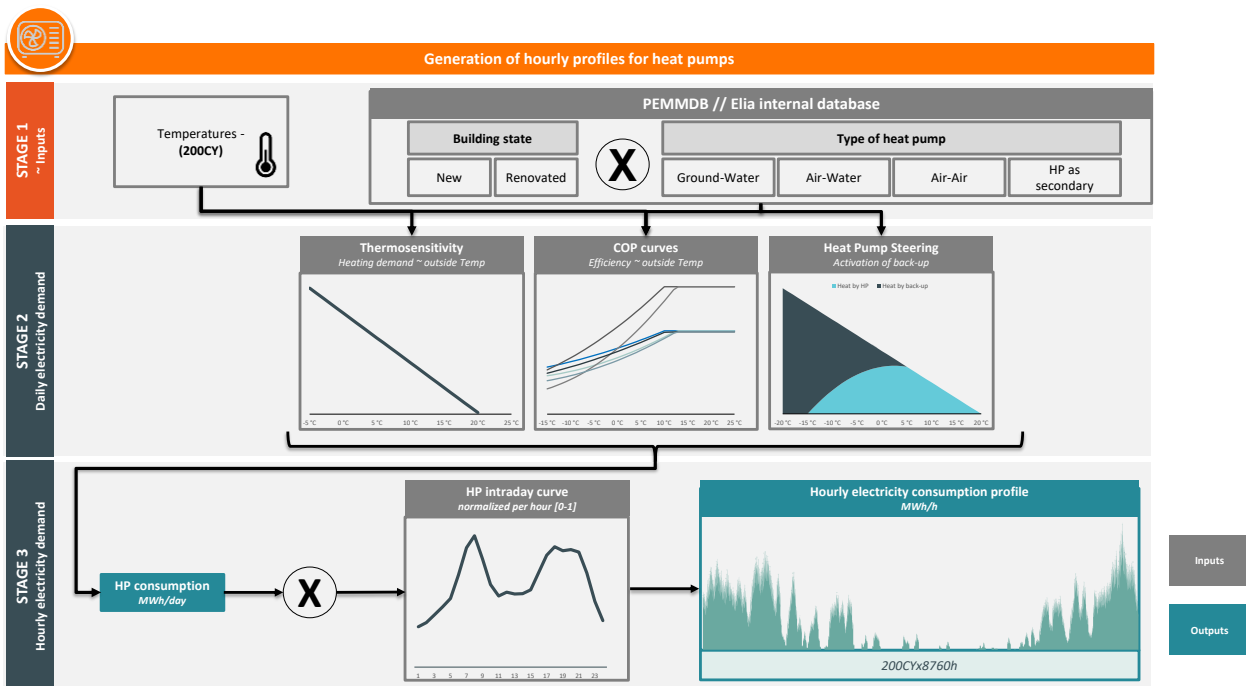 Generation of hourly profiles for heat pumps
STAGE 1
~ Inputs
Temperatures -
(200CY)
PEMMDB // Elia internal database
Building state
New
Renovated
X
Type of heat pump
Ground-Water
Air-Water
Air-Air
HP as
secondary
STAGE 2
Daily electricity demand
Thermosensitivity
Heating demand ~ outside Temp
-5 °C 0 °C 5 °C 10 °C 15 °C 20 °C 25 °C
COP curves
Efficiency ~ outside Temp
-15 °C -10 °C -5 °C 0 °C 5 °C 10 °C 15 °C 20 °C 25 °C
Heat Pump Steering
Activation of back-up
Heat by HP Heat by back-up
-20 °C -15 °C -10 °C -5 °C 0 °C 5 °C 10 °C 15 °C 20 °C
STAGE 3
Hourly electricity demand
HP consumption
MWh/day
X
HP intraday curve
normalized per hour [0-1]
1 3 5 7 9 11 13 15 17 19 21 23
Hourly electricity consumption profile
MWh/h
200CYx8760h
Inputs
Outputs